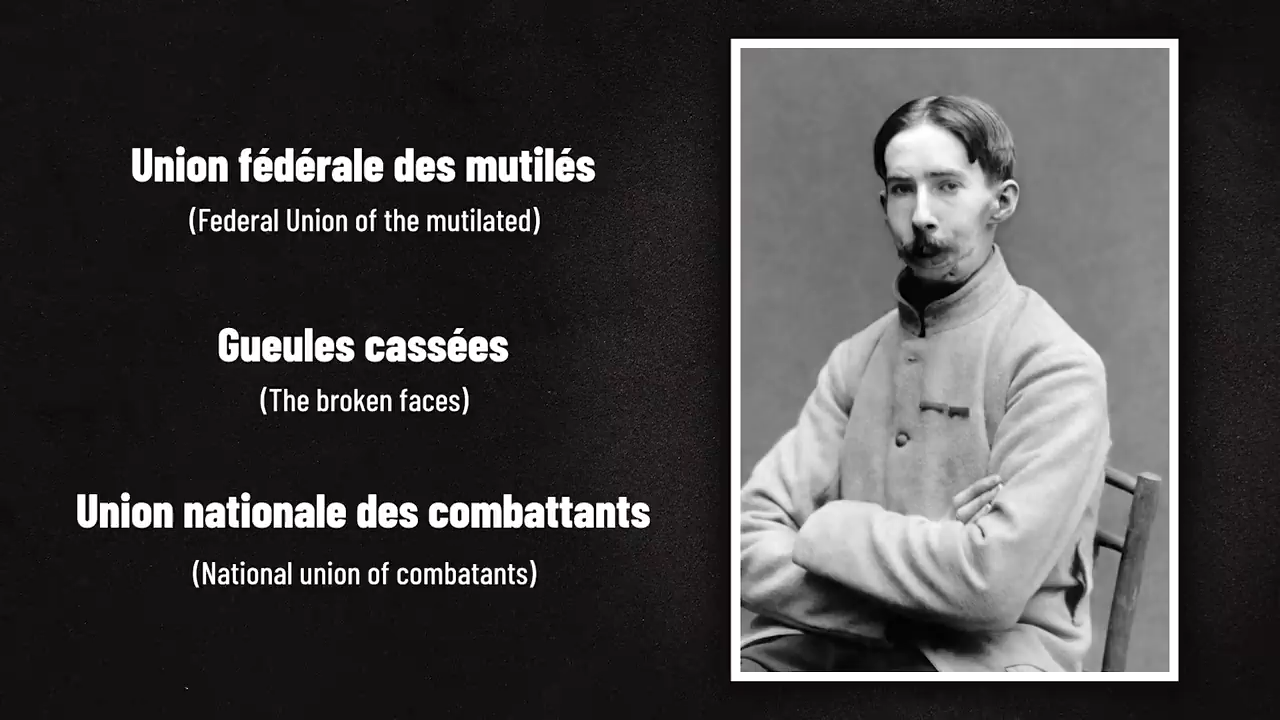 Union fédérale des mutilés
(Federal Union of the mutilated)
Gueules cassées
(The broken faces)
Union nationale des combattants
(National union of combatants)